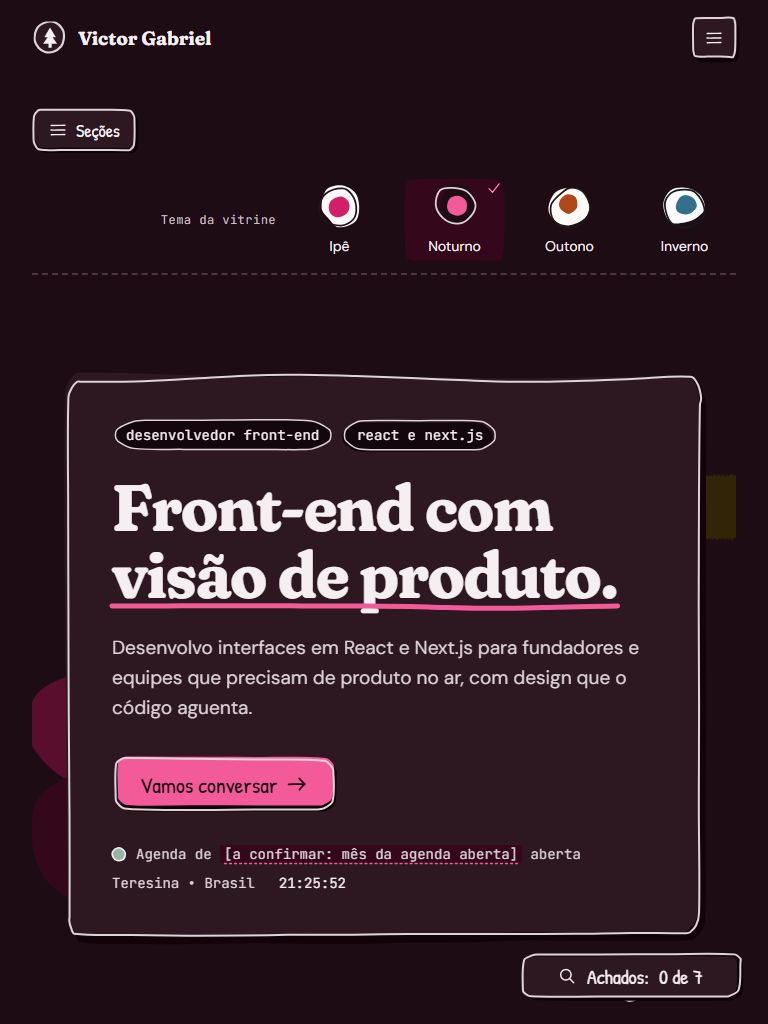 Victor Gabriel
Seções
Tema da vitrine
Ipê
Noturno
Outono
Inverno
desenvolvedor front-end
react e next.js
Front-end com
visão de produto.
Desenvolvo interfaces em React e Next.js para fundadores e
equipes que precisam de produto no ar, com design que o
código aguenta.
Vamos conversar →
Agenda de [a confirmar: mês da agenda aberta] aberta
Teresina • Brasil 21:25:52
Achados: 0 de 7